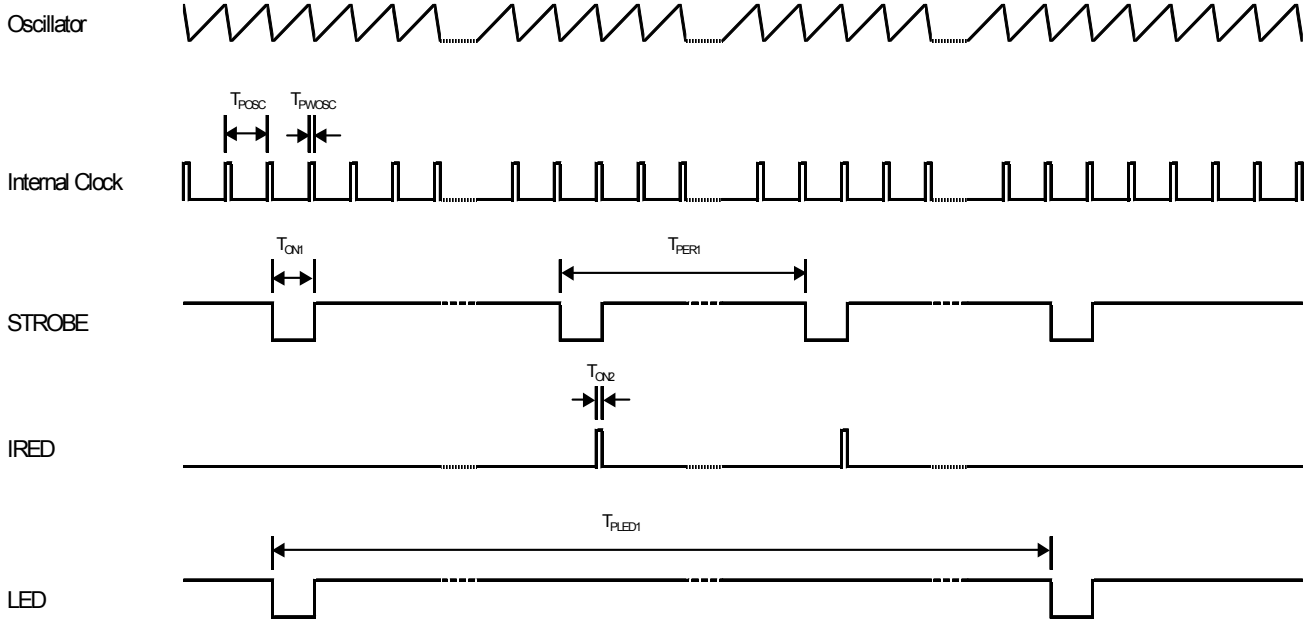 Oscillator
TPOSC TPWOSC
Internal Clock
TON1 TPER1
STROBE
TON2
IRED
TPLED1
LED